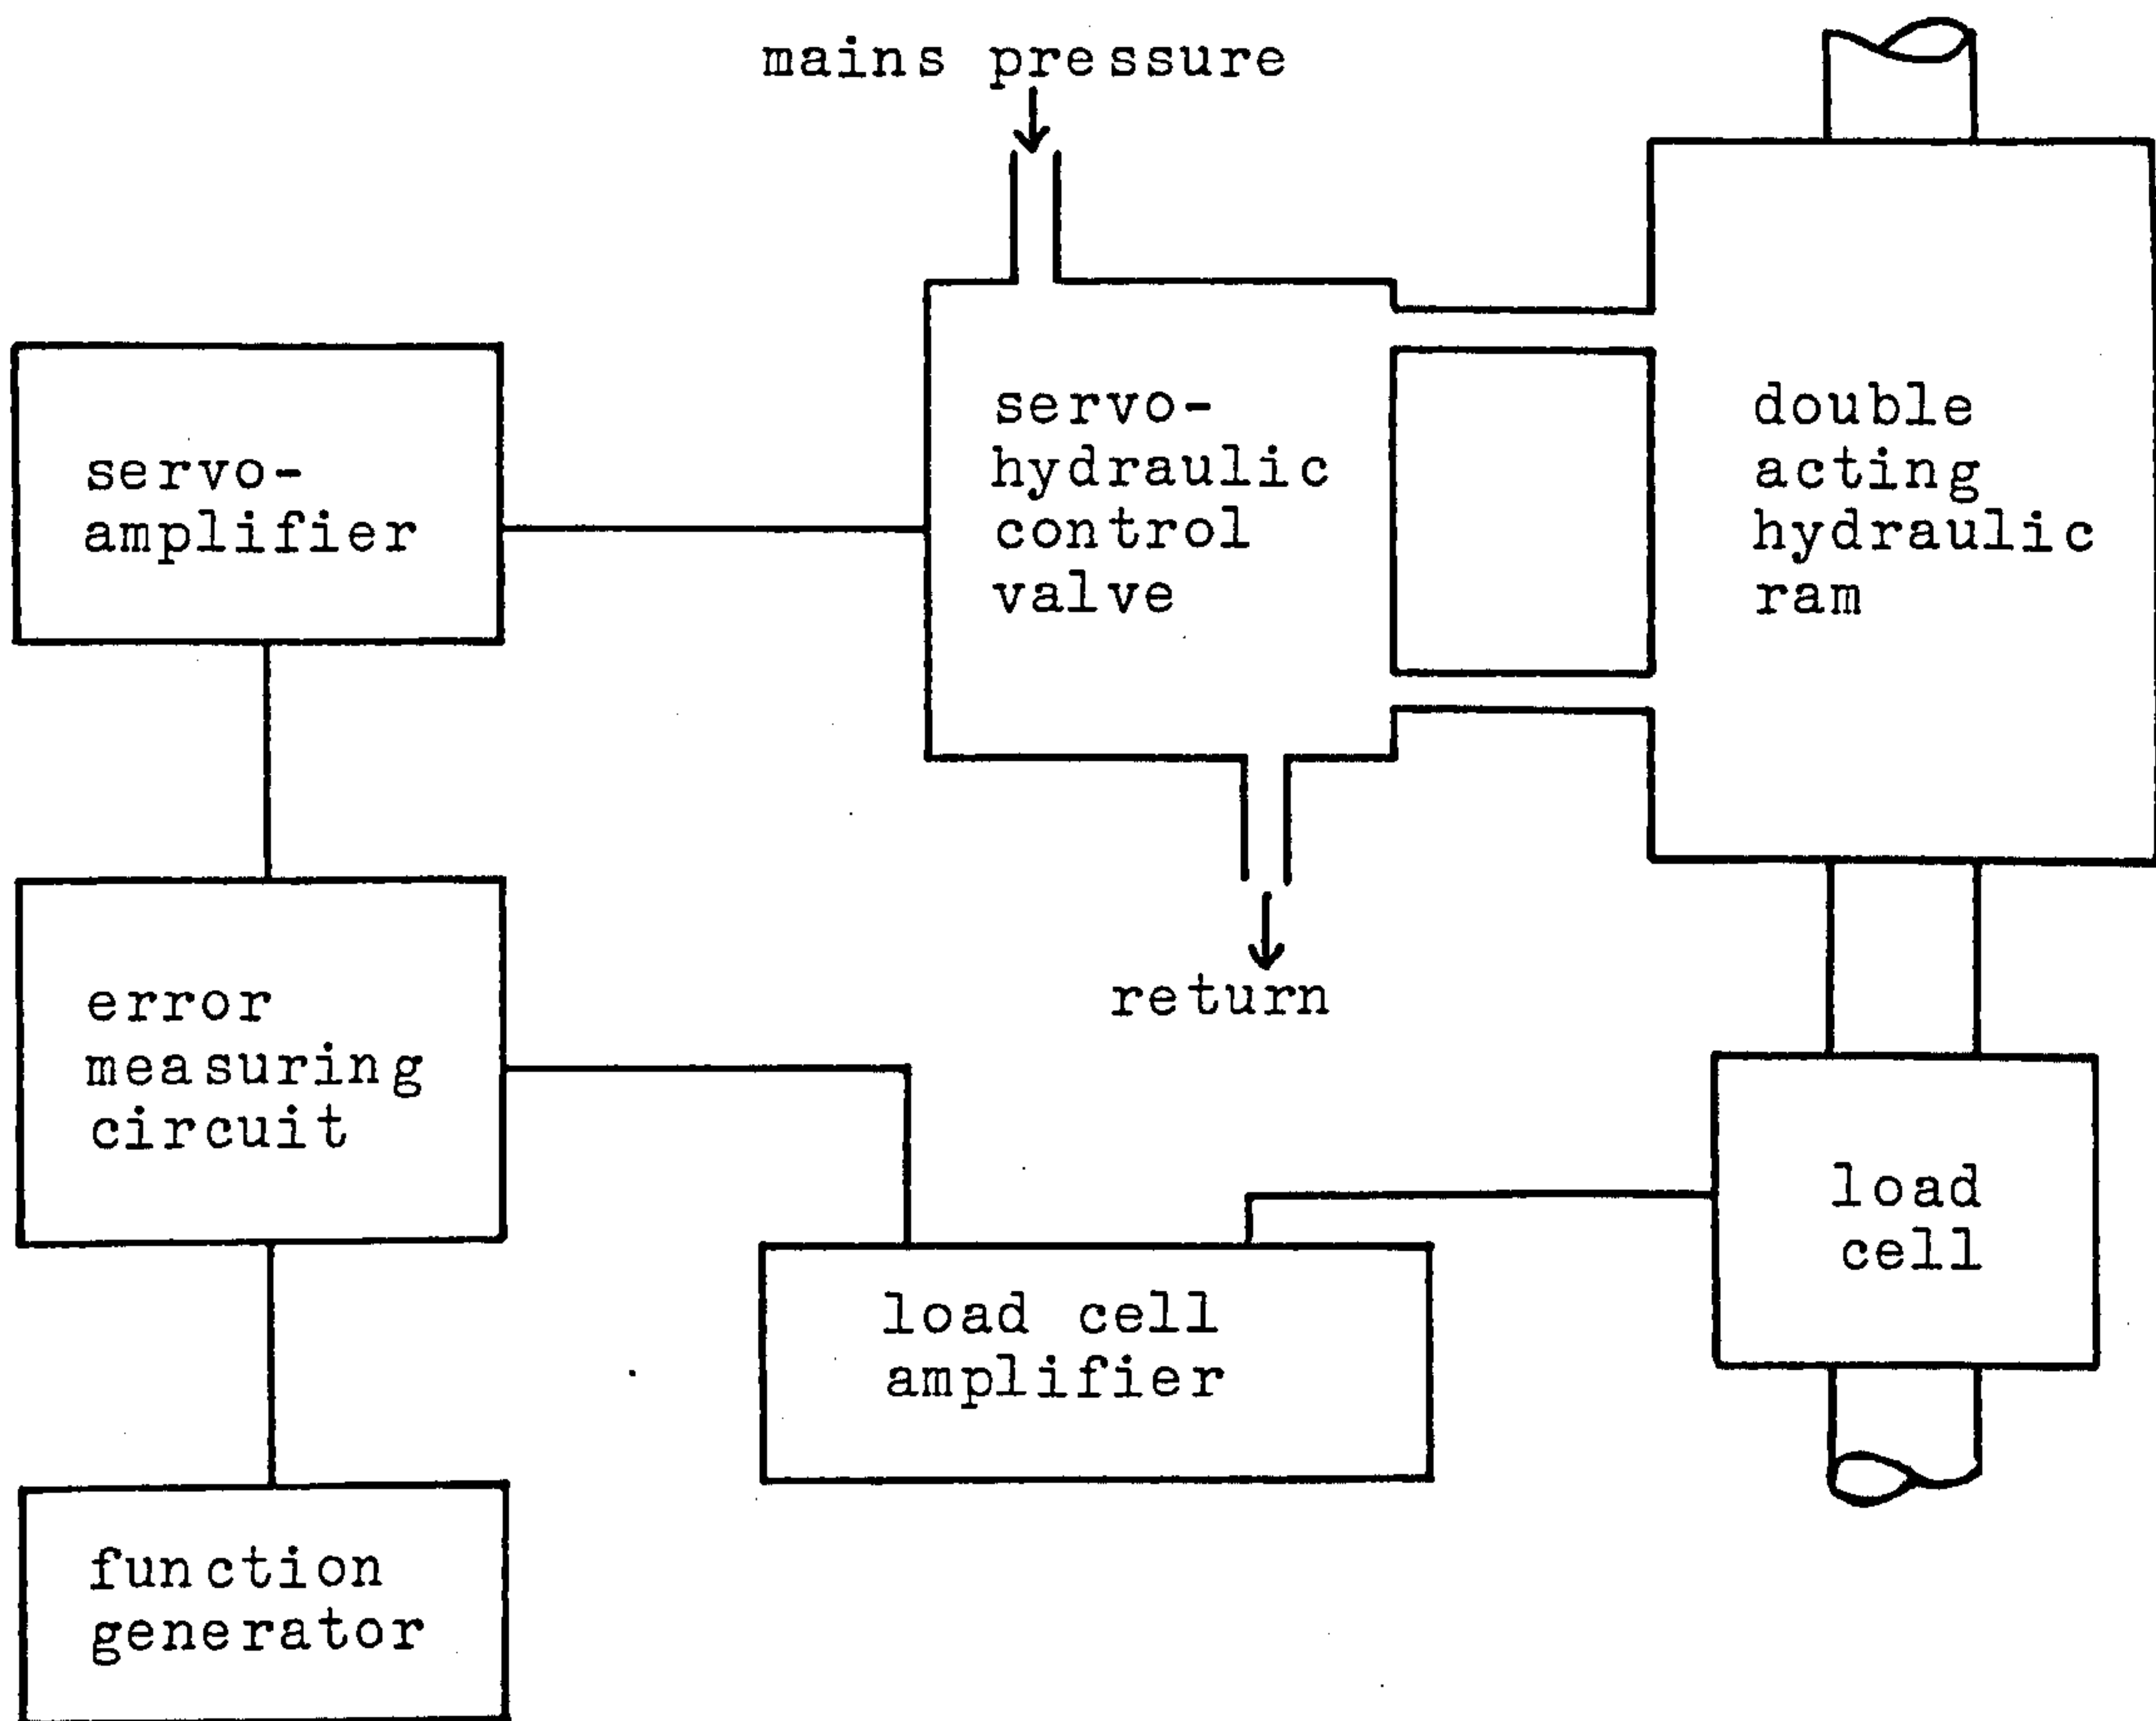 mains pressure
servo-
amplifier
servo-
hydraulic
control
valve
double
acting
hydraulic
ram
return
error
measuring
circuit
load
cell
load cell
amplifier
function
generator